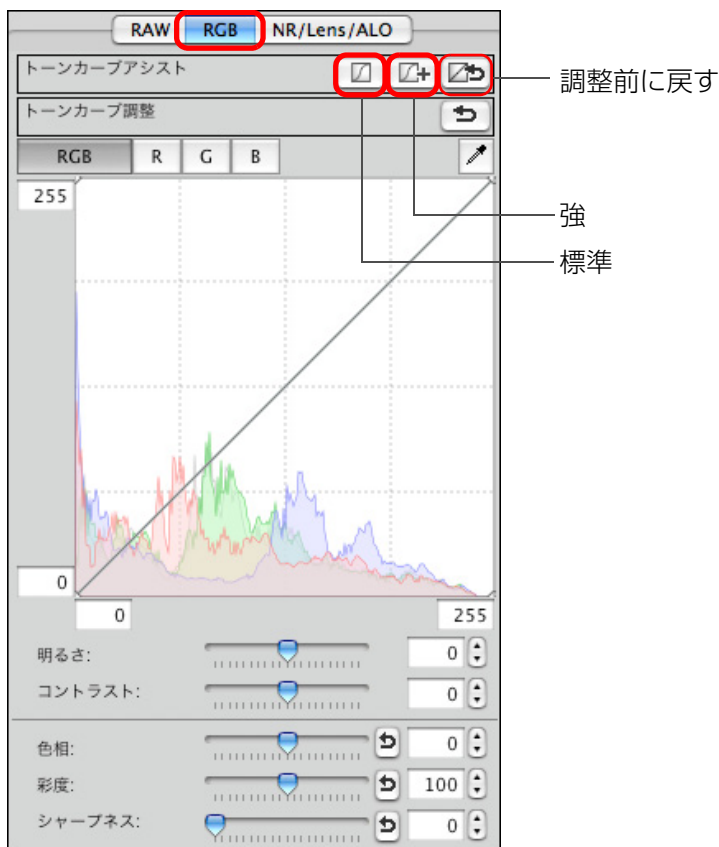 RAW RGB NR/Lens/ALO
トーンカーブアシスト
調整前に戻す
トーンカーブ調整
RGB R G B
255
強
標準
0
0 255
明るさ: 0
コントラスト: 0
色相: 0
彩度: 100
シャープネス: 0